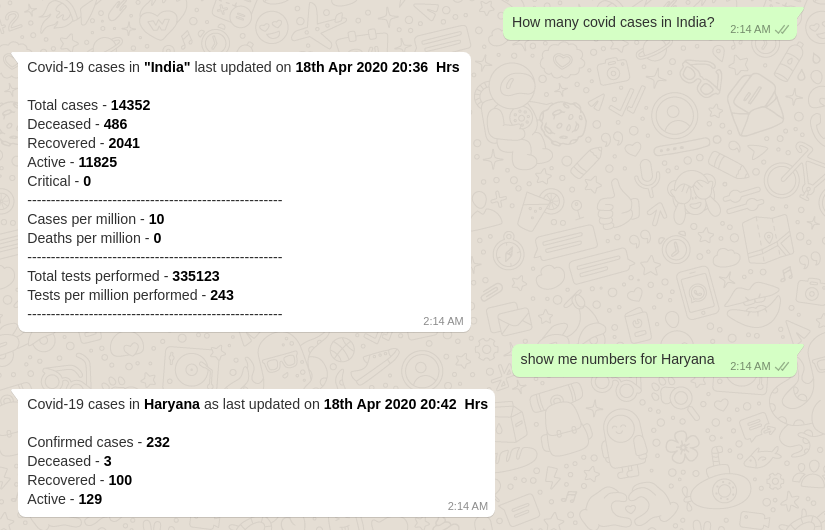 How many covid cases in India?
2:14 AM
Covid-19 cases in "India" last updated on 18th Apr 2020 20:36 Hrs
Total cases - 14352
Deceased - 486
Recovered - 2041
Active - 11825
Critical - 0
------------------------------------------------------
Cases per million - 10
Deaths per million - 0
------------------------------------------------------
Total tests performed - 335123
Tests per million performed - 243
------------------------------------------------------
2:14 AM
show me numbers for Haryana
2:14 AM
Covid-19 cases in Haryana as last updated on 18th Apr 2020 20:42 Hrs
Confirmed cases - 232
Deceased - 3
Recovered - 100
Active - 129
2:14 AM